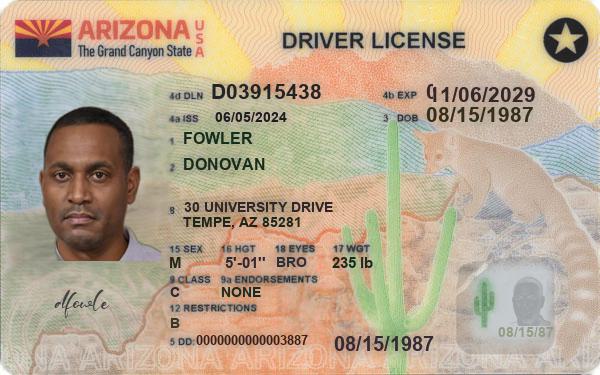 ARIZONA USA
The Grand Canyon State
DRIVER LICENSE
4d DLN D03915438
4b EXP 01/06/2029
4a ISS 06/05/2024
3 DOB 08/15/1987
1 FOWLER
2 DONOVAN
8 30 UNIVERSITY DRIVE
TEMPE, AZ 85281
15 SEX 16 HGT 18 EYES 17 WGT
M 5'-01" BRO 235 lb
9 CLASS 9a ENDORSEMENTS
C NONE
12 RESTRICTIONS
B
dfowle
5 DD: 0000000000003887
08/15/1987
08/15/87
ARIZONA ARIZONA ARIZONA ARIZONA